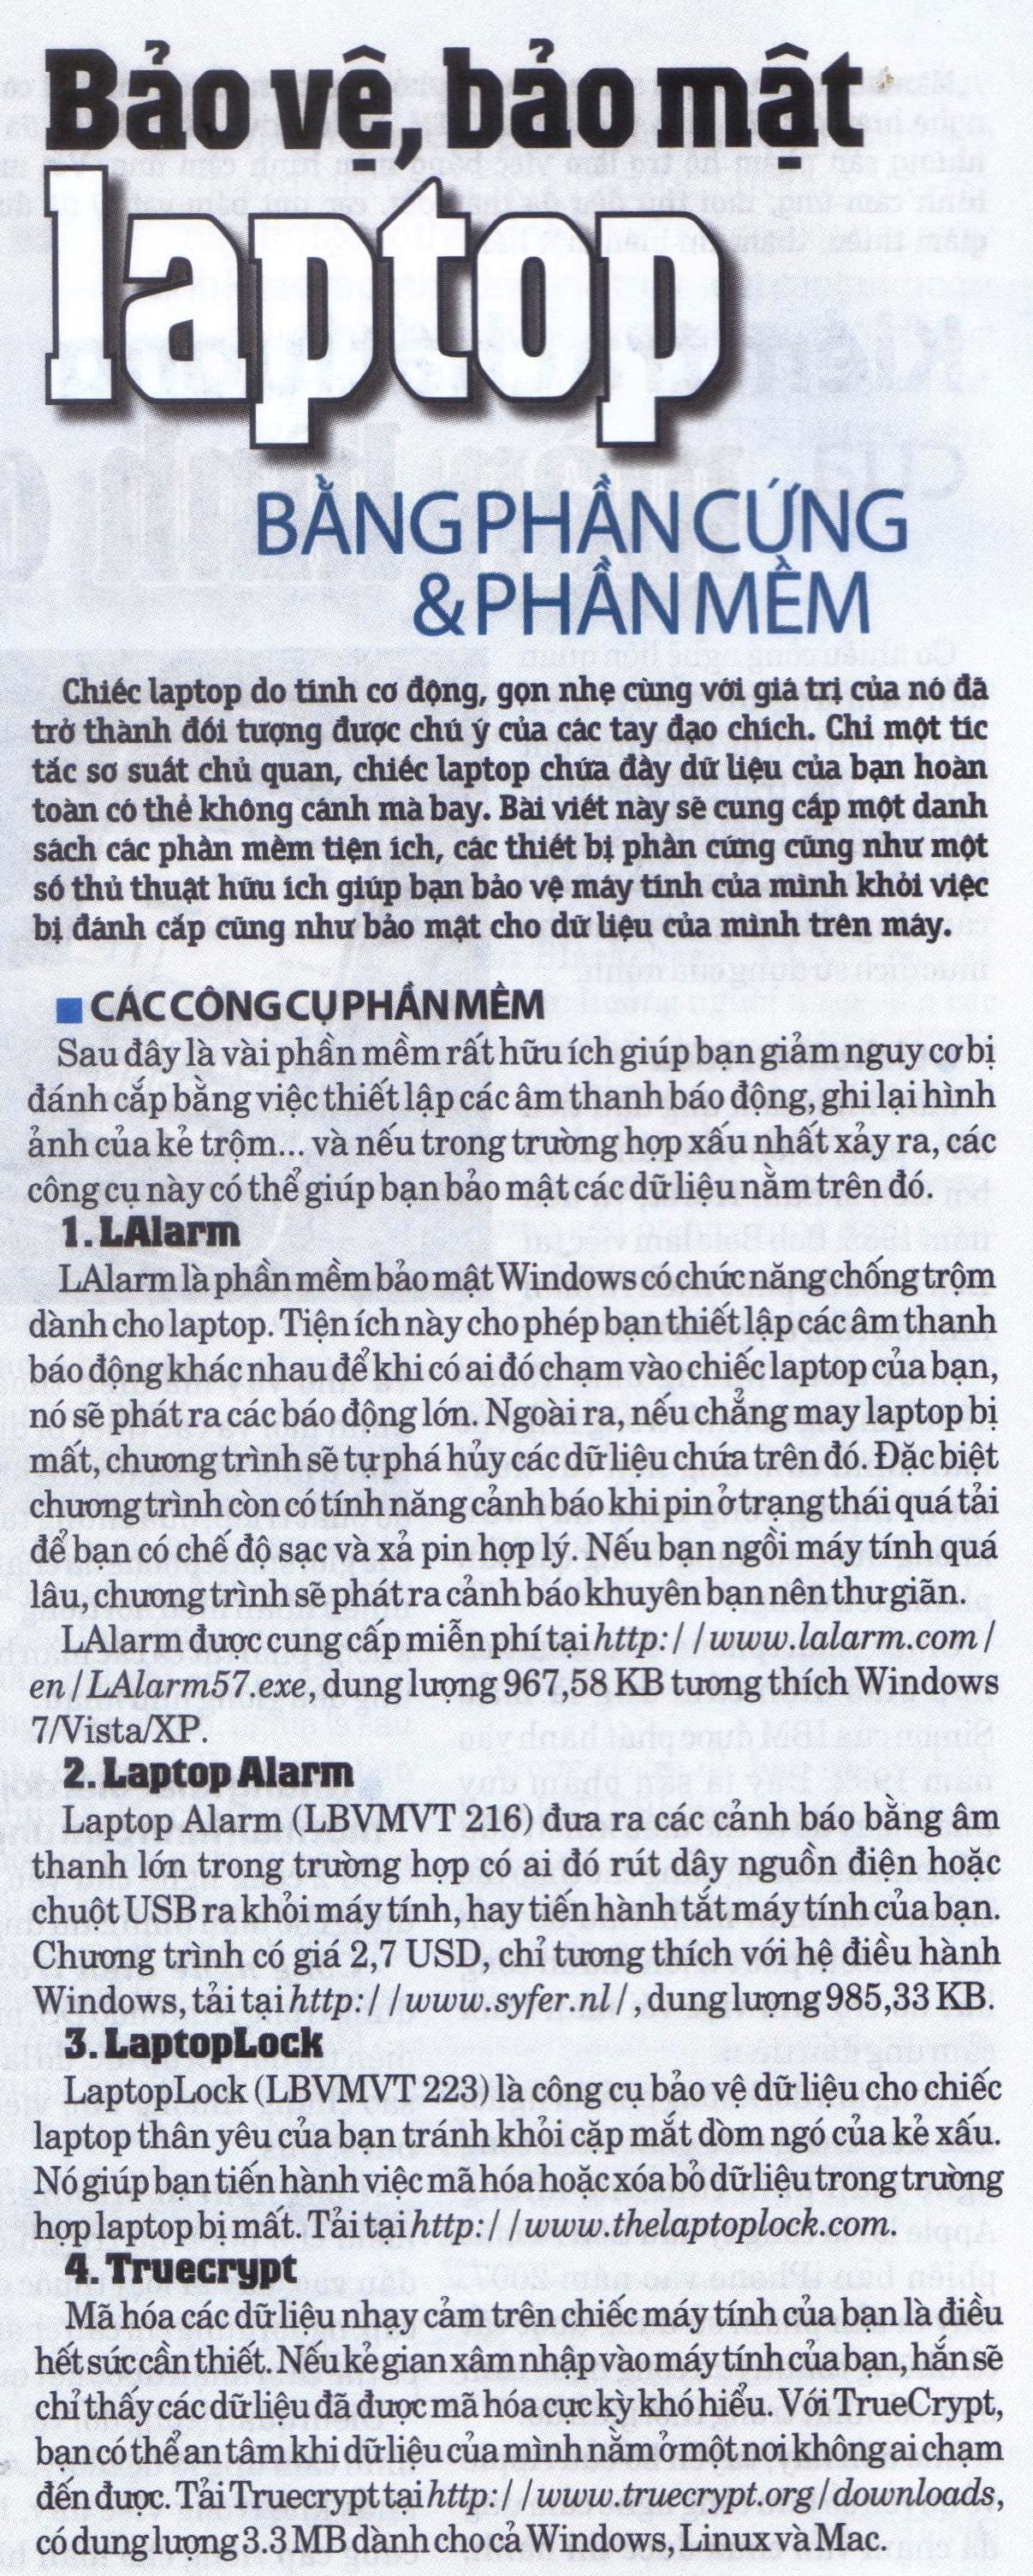 Bảo vệ, bảo mật
laptop
BẰNG PHẦN CỨNG
& PHẦN MỀM
Chiếc laptop do tính cơ động, gọn nhẹ cùng với giá trị của nó đã
trở thành đối tượng được chú ý của các tay đạo chích. Chỉ một tíc
tắc sơ suất chủ quan, chiếc laptop chứa đầy dữ liệu của bạn hoàn
toàn có thể không cánh mà bay. Bài viết này sẽ cung cấp một danh
sách các phần mềm tiện ích, các thiết bị phần cứng cũng như một
số thủ thuật hữu ích giúp bạn bảo vệ máy tính của mình khỏi việc
bị đánh cắp cũng như bảo mật cho dữ liệu của mình trên máy.
■ CÁC CÔNG CỤ PHẦN MỀM
Sau đây là vài phần mềm rất hữu ích giúp bạn giảm nguy cơ bị
đánh cắp bằng việc thiết lập các âm thanh báo động, ghi lại hình
ảnh của kẻ trộm... và nếu trong trường hợp xấu nhất xảy ra, các
công cụ này có thể giúp bạn bảo mật các dữ liệu nằm trên đó.
1. LAlarm
LAlarm là phần mềm bảo mật Windows có chức năng chống trộm
dành cho laptop. Tiện ích này cho phép bạn thiết lập các âm thanh
báo động khác nhau để khi có ai đó chạm vào chiếc laptop của bạn,
nó sẽ phát ra các báo động lớn. Ngoài ra, nếu chẳng may laptop bị
mất, chương trình sẽ tự phá hủy các dữ liệu chứa trên đó. Đặc biệt
chương trình còn có tính năng cảnh báo khi pin ở trạng thái quá tải
để bạn có chế độ sạc và xả pin hợp lý. Nếu bạn ngồi máy tính quá
lâu, chương trình sẽ phát ra cảnh báo khuyên bạn nên thư giãn.
LAlarm được cung cấp miễn phí tại http://www.lalarm.com/
en/LAlarm57.exe, dung lượng 967,58 KB tương thích Windows
7/Vista/XP.
2. Laptop Alarm
Laptop Alarm (LBVMVT 216) đưa ra các cảnh báo bằng âm
thanh lớn trong trường hợp có ai đó rút dây nguồn điện hoặc
chuột USB ra khỏi máy tính, hay tiến hành tắt máy tính của bạn.
Chương trình có giá 2,7 USD, chỉ tương thích với hệ điều hành
Windows, tải tại http://www.syfer.nl/, dung lượng 985,33 KB.
3. LaptopLock
LaptopLock (LBVMVT 223) là công cụ bảo vệ dữ liệu cho chiếc
laptop thân yêu của bạn tránh khỏi cặp mắt dòm ngó của kẻ xấu.
Nó giúp bạn tiến hành việc mã hóa hoặc xóa bỏ dữ liệu trong trường
hợp laptop bị mất. Tải tại http://www.thelaptoplock.com.
4. Truecrypt
Mã hóa các dữ liệu nhạy cảm trên chiếc máy tính của bạn là điều
hết sức cần thiết. Nếu kẻ gian xâm nhập vào máy tính của bạn, hắn sẽ
chỉ thấy các dữ liệu đã được mã hóa cực kỳ khó hiểu. Với TrueCrypt,
bạn có thể an tâm khi dữ liệu của mình nằm ở một nơi không ai chạm
đến được. Tải Truecrypt tại http://www.truecrypt.org/downloads,
có dung lượng 3.3 MB dành cho cả Windows, Linux và Mac.